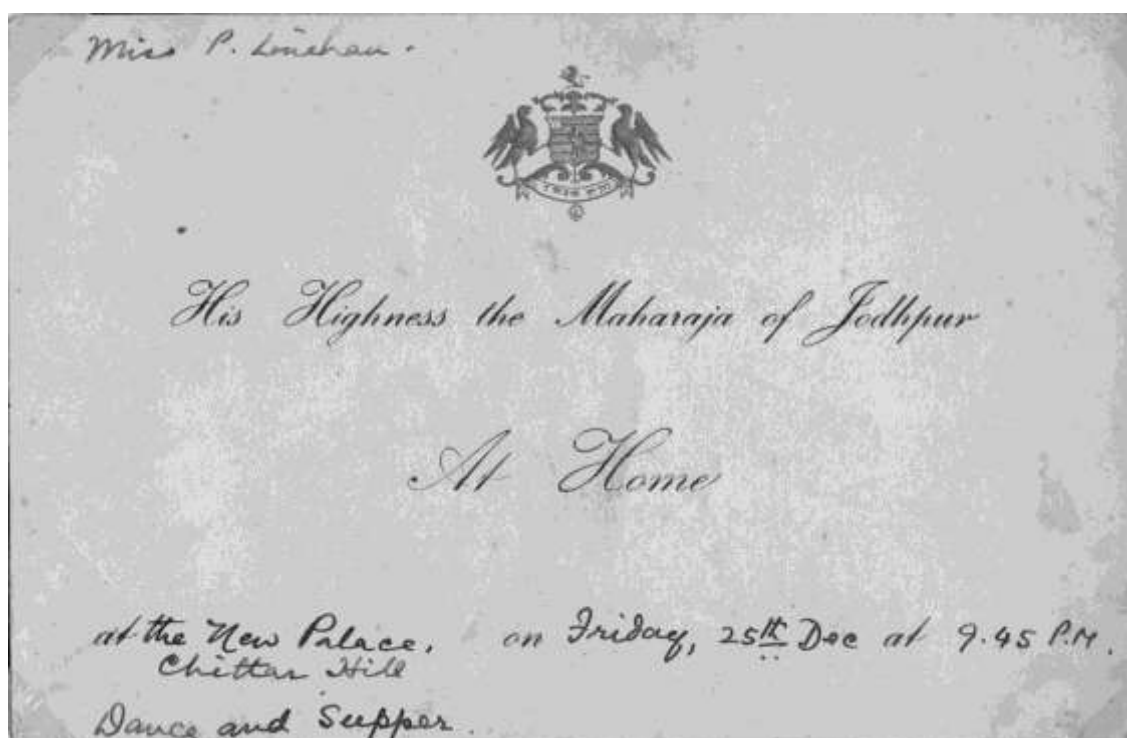 Miss P. Linehan.
His Highness the Maharaja of Jodhpur
At Home
at the New Palace, on Friday, 25th Dec at 9.45 P.M.
Chittar Hill
Dance and Supper.